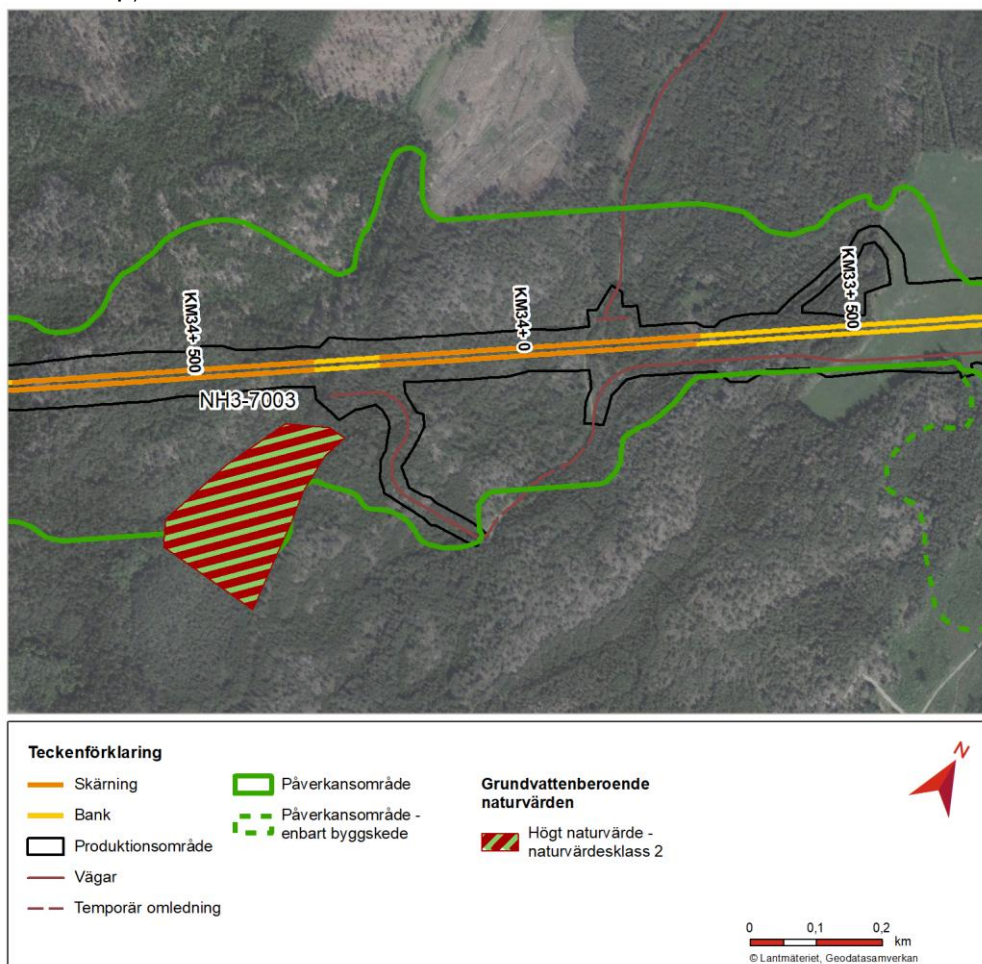 KM34+ 500
KM34+ 0
KM33+ 500
NH3-7003
Teckenförklaring
Skärning
Bank
Produktionsområde
Vägar
Temporär omledning
Påverkansområde
Påverkansområde -
enbart byggskede
Grundvattenberoende
naturvärden
Högt naturvärde -
naturvärdesklass 2
N
0 0,1 0,2
km
© Lantmäteriet, Geodatasamverkan